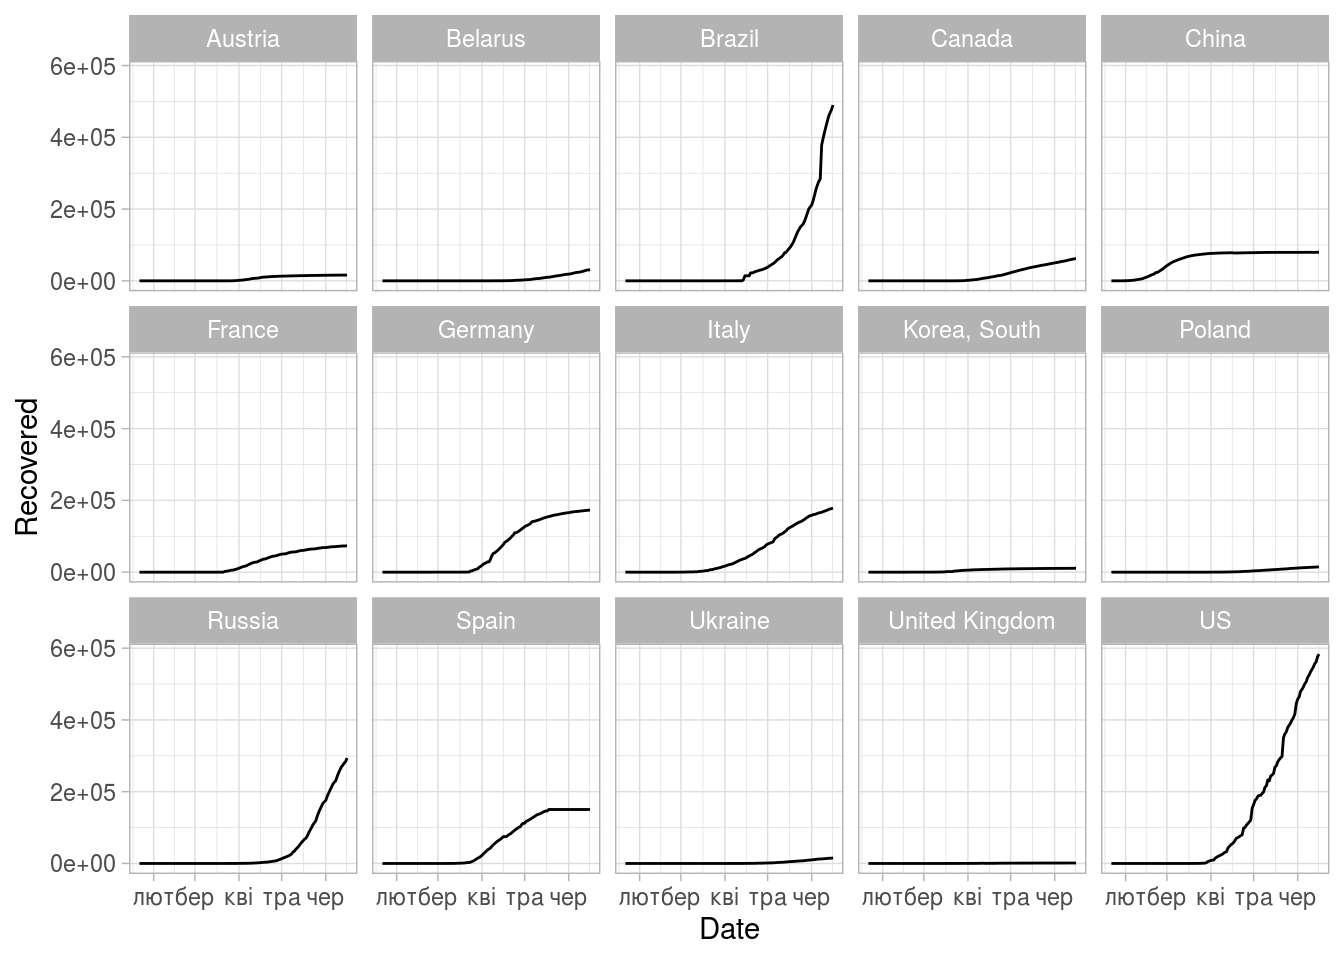 Austria Belarus Brazil Canada China
6e+05
4e+05
2e+05
0e+00
France Germany Italy Korea, South Poland
6e+05
4e+05
2e+05
0e+00
Recovered
Russia Spain Ukraine United Kingdom US
6e+05
4e+05
2e+05
0e+00
лютбер кві тра чер лютбер кві тра чер лютбер кві тра чер лютбер кві тра чер лютбер кві тра чер
Date